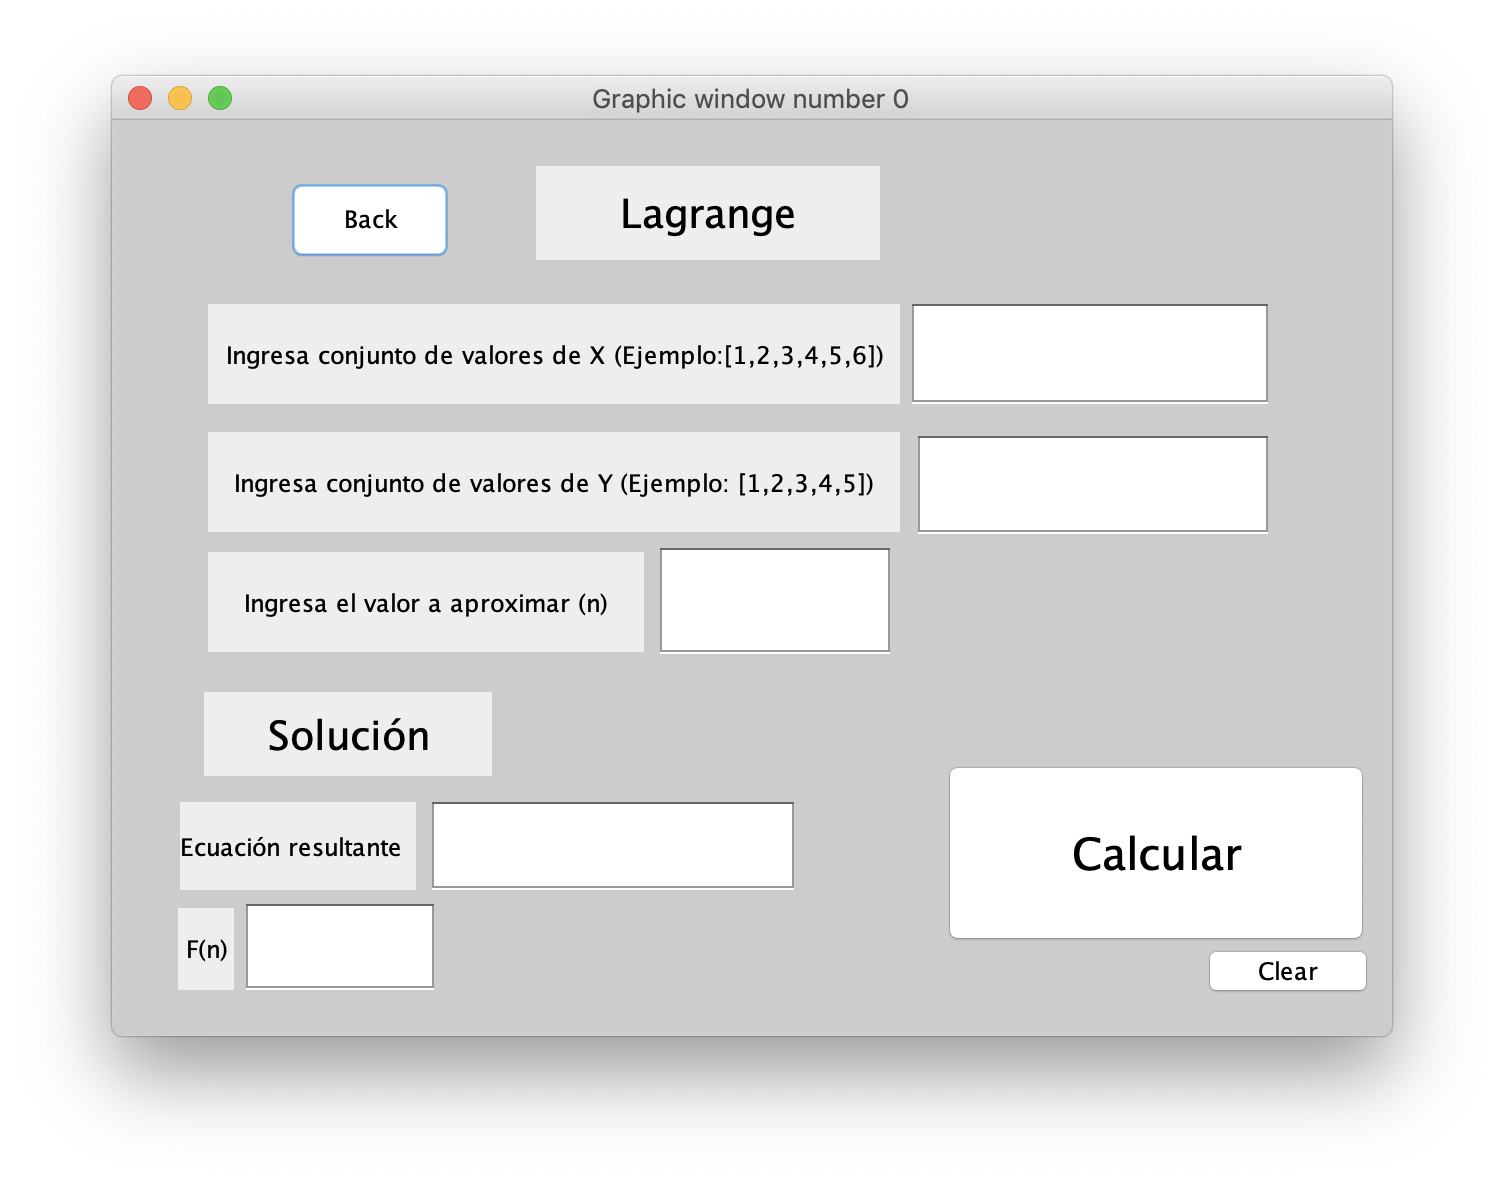 Graphic window number 0
Back
Lagrange
Ingresa conjunto de valores de X (Ejemplo:[1,2,3,4,5,6])
Ingresa conjunto de valores de Y (Ejemplo: [1,2,3,4,5])
Ingresa el valor a aproximar (n)
Solución
Ecuación resultante
Calcular
F(n)
Clear